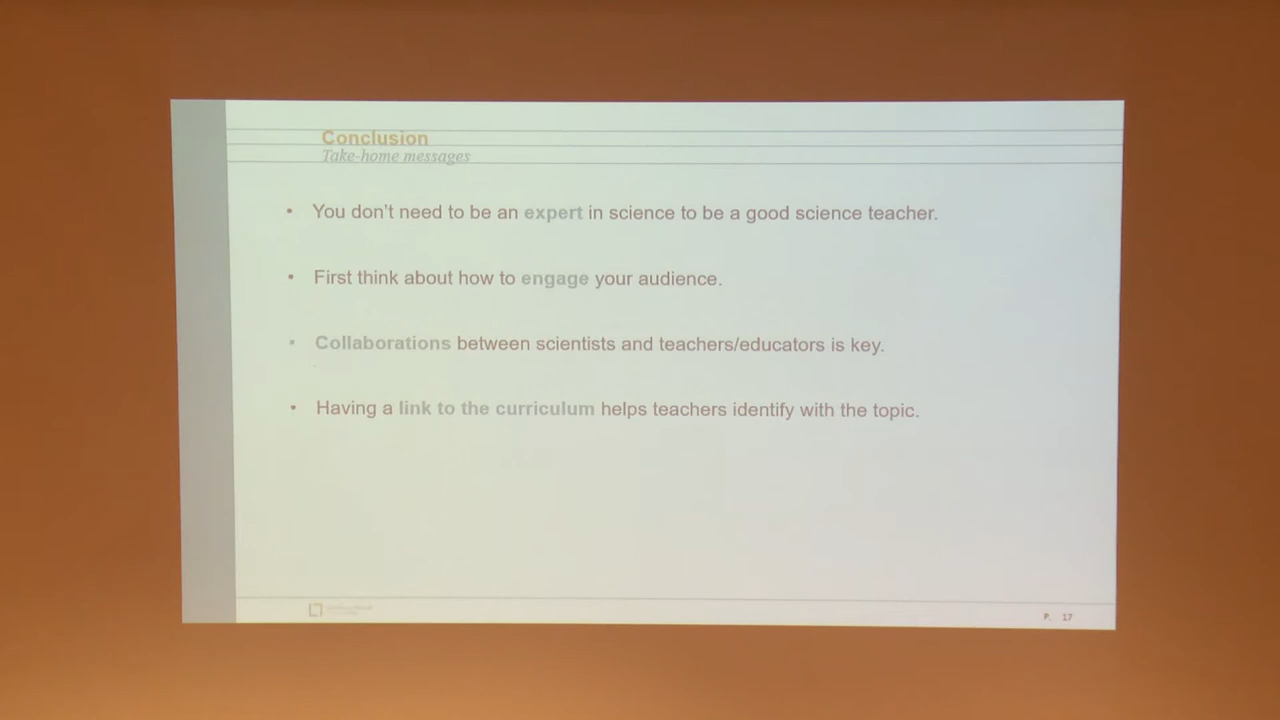 Conclusion
Take-home messages
• You don't need to be an expert in science to be a good science teacher.
• First think about how to engage your audience.
• Collaborations between scientists and teachers/educators is key.
• Having a link to the curriculum helps teachers identify with the topic.
P. 17